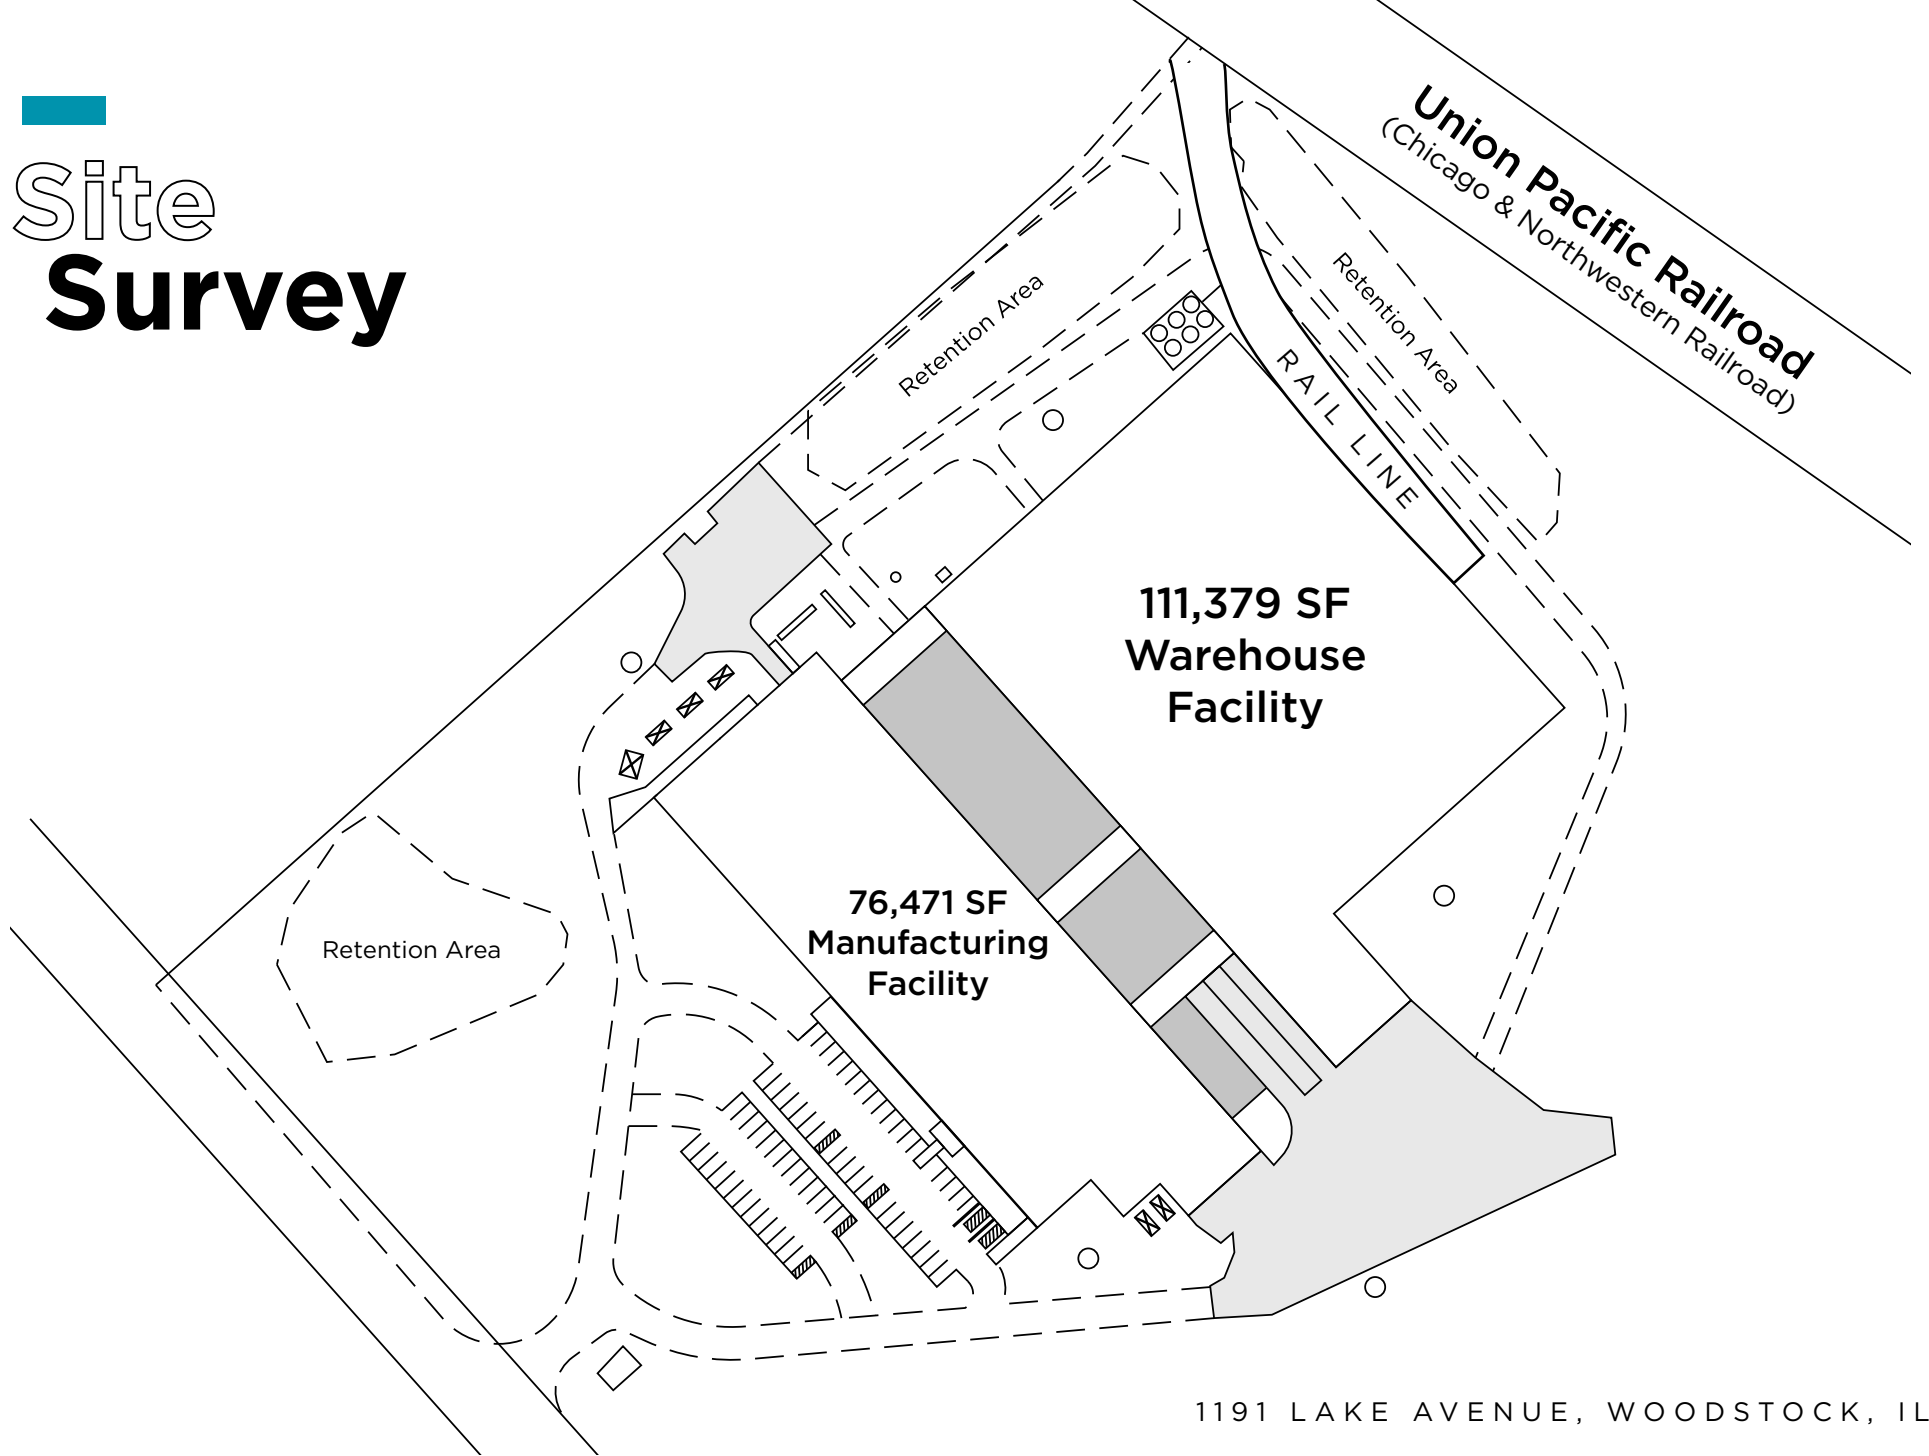 Site
Survey
Union Pacific Railroad
(Chicago & Northwestern Railroad)
Retention Area
Retention Area
RAIL LINE
111,379 SF
Warehouse
Facility
76,471 SF
Manufacturing
Facility
Retention Area
1191 LAKE AVENUE, WOODSTOCK, IL